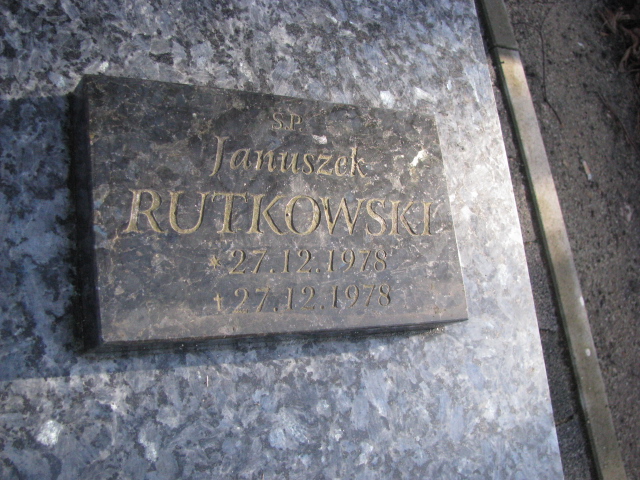 S.P.
Januszek
RUTKOWSKI
* 27.12.1978
† 27.12.1978